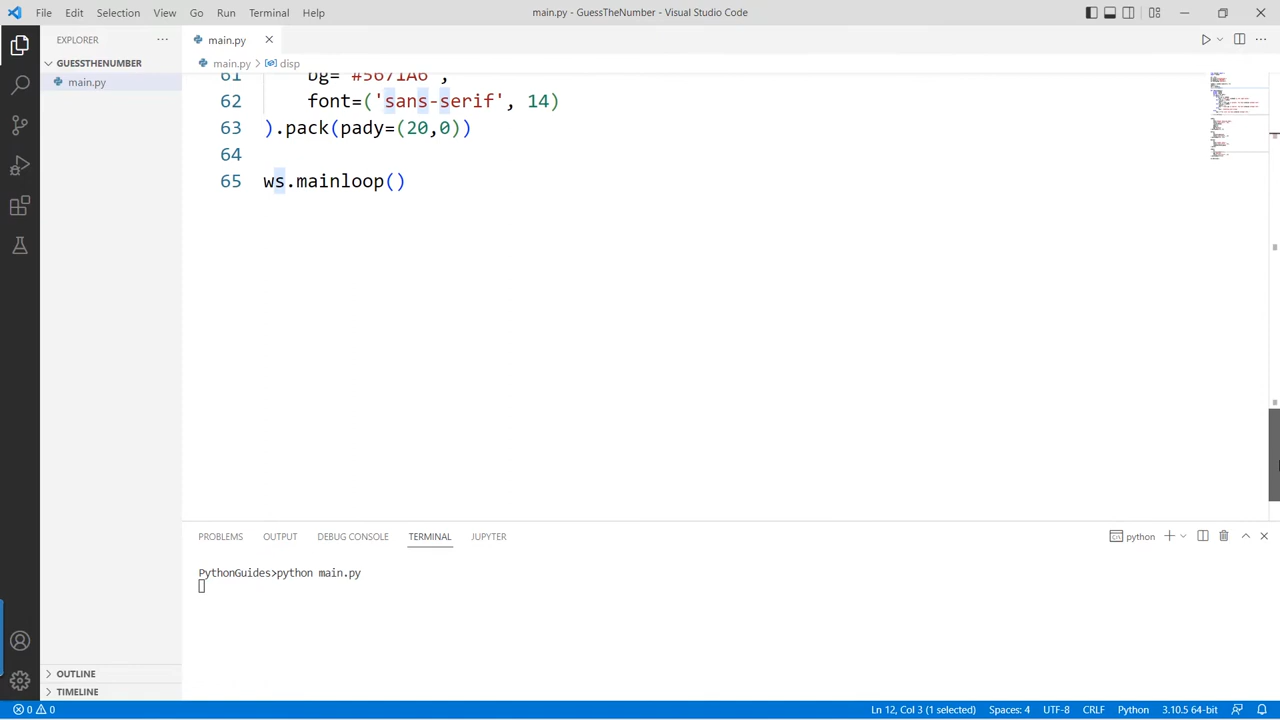 File Edit Selection View Go Run Terminal Help
main.py - GuessTheNumber - Visual Studio Code
EXPLORER
main.py
GUESSTHENUMBER
main.py > disp
main.py
61 bg='#5671A6',
62 font=('sans-serif', 14)
63 ).pack(pady=(20,0))
64
65 ws.mainloop()
PROBLEMS OUTPUT DEBUG CONSOLE TERMINAL JUPYTER
python
PythonGuides>python main.py
OUTLINE
TIMELINE
0 0
Ln 12, Col 3 (1 selected) Spaces: 4 UTF-8 CRLF Python 3.10.5 64-bit